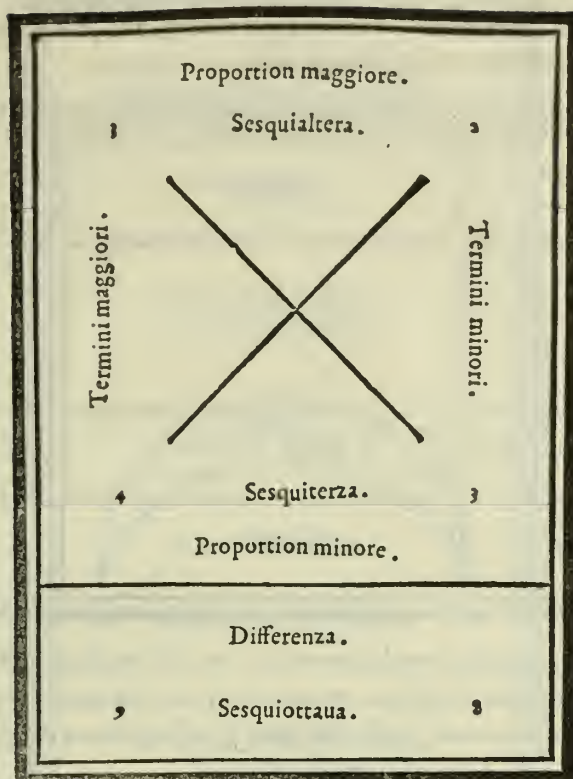 Proportion maggiore.
3 Sesquialtera. 2
Termini maggiori.
Termini minori.
4 Sesquiterza. 3
Proportion minore.
Differenza.
9 Sesquiottaua. 8